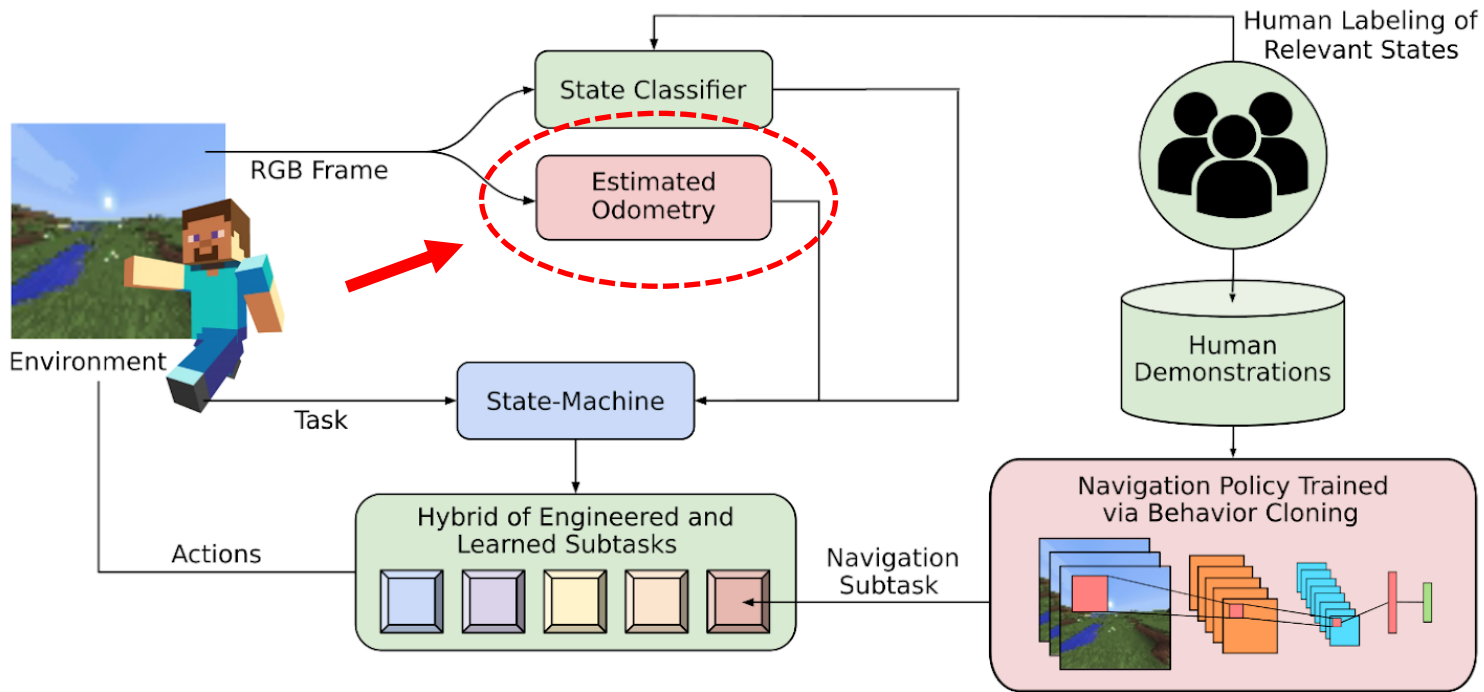 Human Labeling of
Relevant States
State Classifier
RGB Frame
Estimated
Odometry
Environment
Task
State-Machine
Human
Demonstrations
Hybrid of Engineered and
Learned Subtasks
Actions
Navigation
Subtask
Navigation Policy Trained
via Behavior Cloning